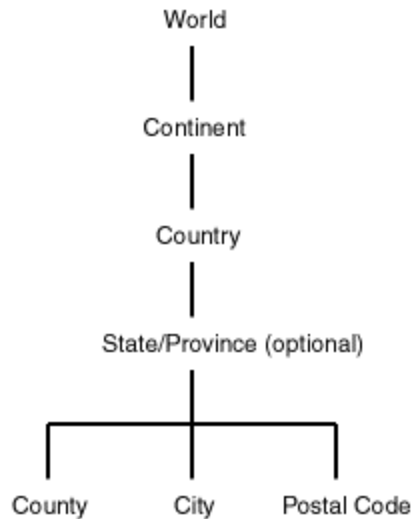 World
Continent
Country
State/Province (optional)
County City Postal Code